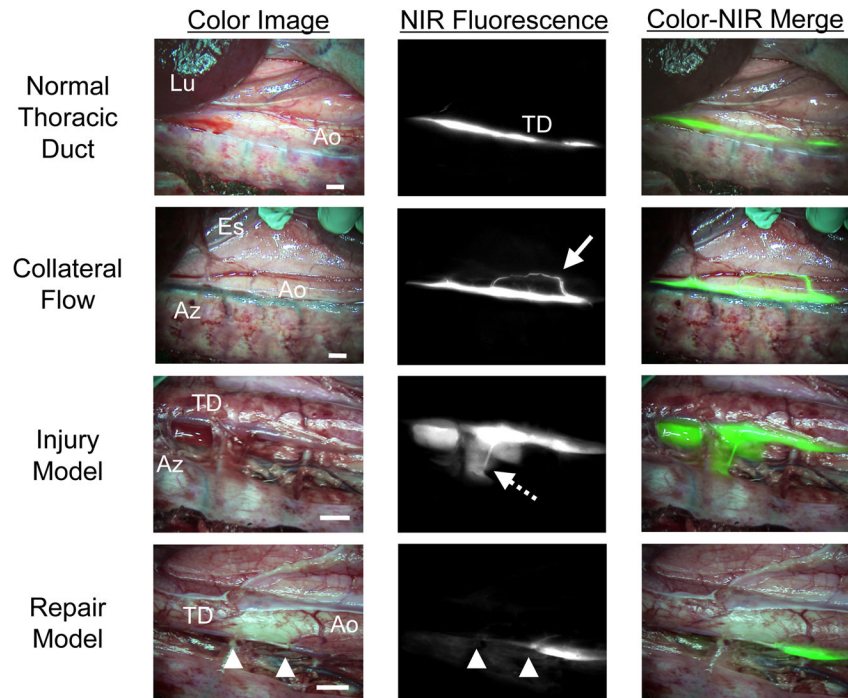 Color Image
NIR Fluorescence
Color-NIR Merge
Normal
Thoracic
Duct
Lu
Ao
TD
Collateral
Flow
Es
Ao
Az
Injury
Model
TD
Az
Repair
Model
TD
Ao